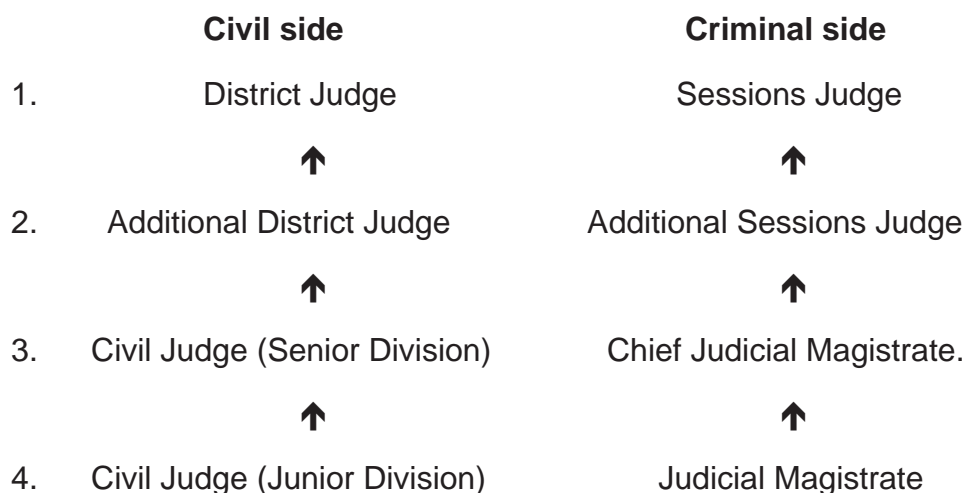 Civil side Criminal side
1. District Judge Sessions Judge
↑ ↑
2. Additional District Judge Additional Sessions Judge
↑ ↑
3. Civil Judge (Senior Division) Chief Judicial Magistrate.
↑ ↑
4. Civil Judge (Junior Division) Judicial Magistrate